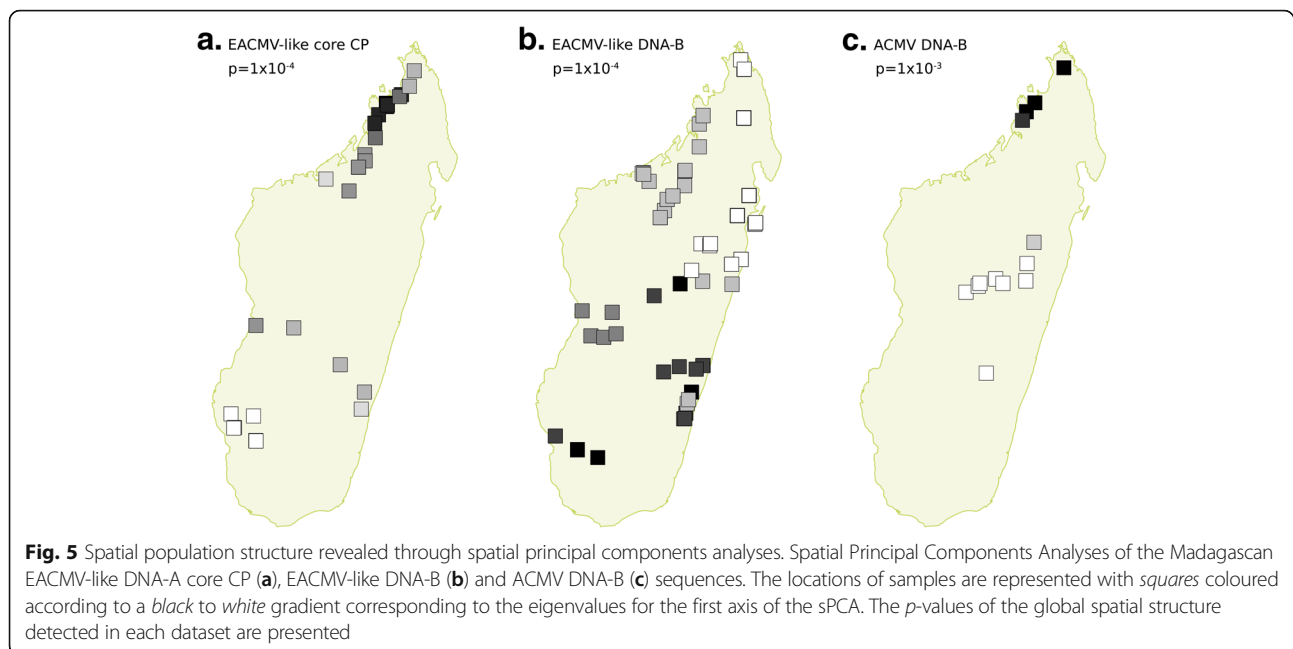 a. EACMV-like core CP
p=1x10-4
b. EACMV-like DNA-B
p=1x10-4
c. ACMV DNA-B
p=1x10-3
Fig. 5 Spatial population structure revealed through spatial principal components analyses. Spatial Principal Components Analyses of the Madagascan
EACMV-like DNA-A core CP (a), EACMV-like DNA-B (b) and ACMV DNA-B (c) sequences. The locations of samples are represented with squares coloured
according to a black to white gradient corresponding to the eigenvalues for the first axis of the sPCA. The p-values of the global spatial structure
detected in each dataset are presented